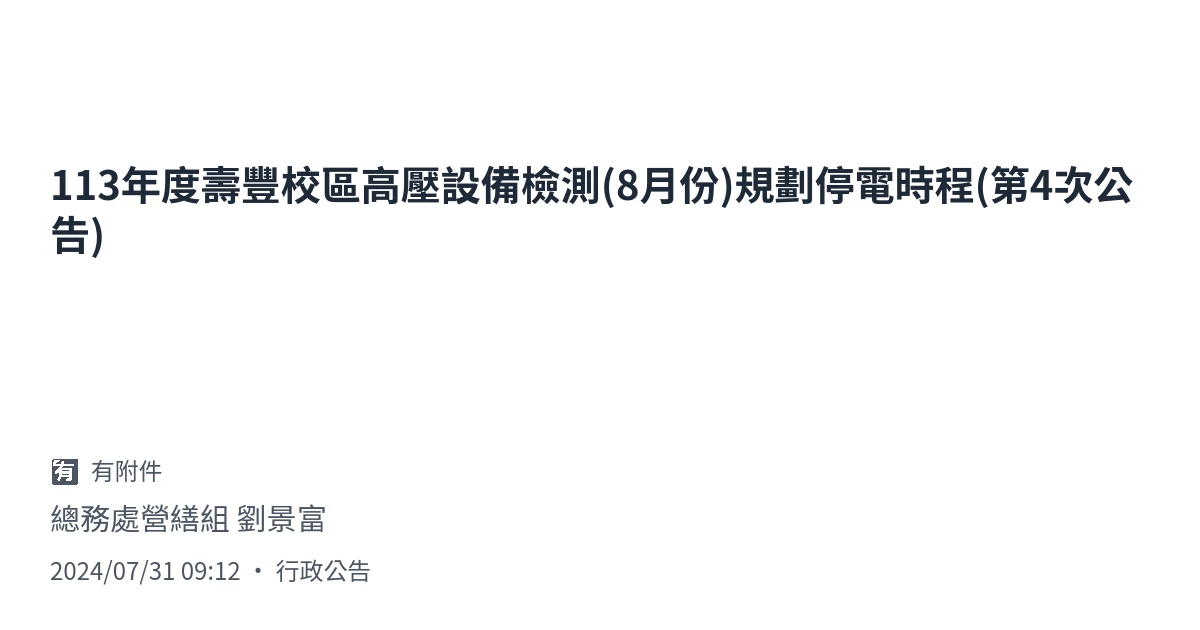 113年度壽豐校區高壓設備檢測(8月份)規劃停電時程(第4次公
告)
有 有附件
總務處營繕組 劉景富
2024/07/31 09:12 ・ 行政公告